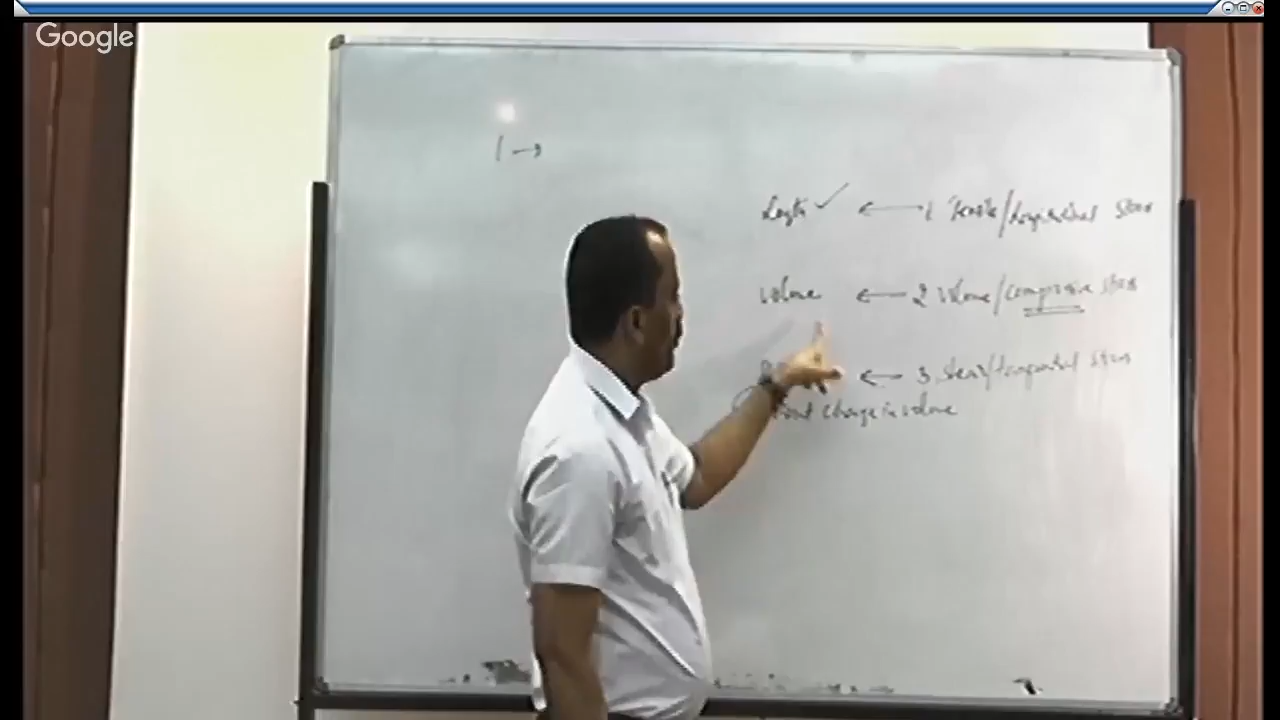 Google
1 →
Length ✓ ← 1 Tensile/Longitudinal stress
volume ← 2 volume/compressive stress
← 3. shear/tangential stress
change in volume